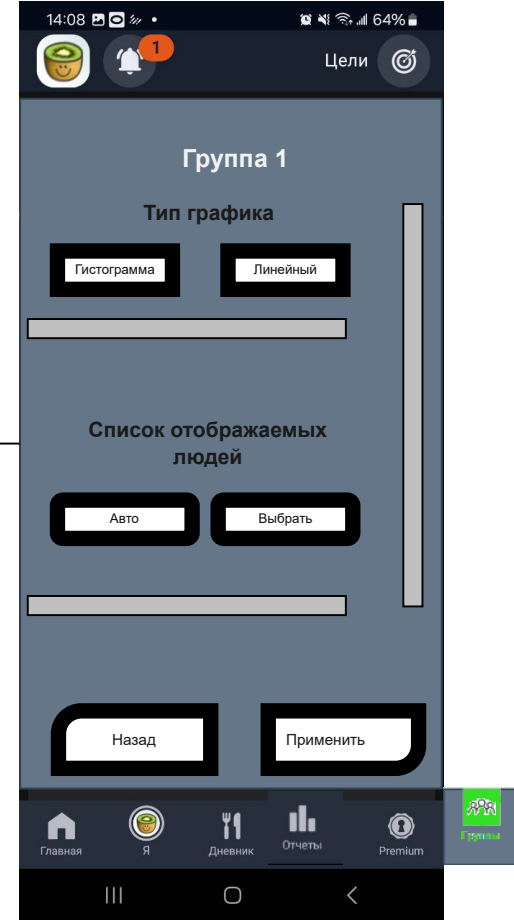 14:08
64%
1
Цели
Группа 1
Тип графика
Гистограмма
Линейный
Список отображаемых
людей
Авто
Выбрать
Назад
Применить
Главная
Я
Дневник
Отчеты
Premium
Группы